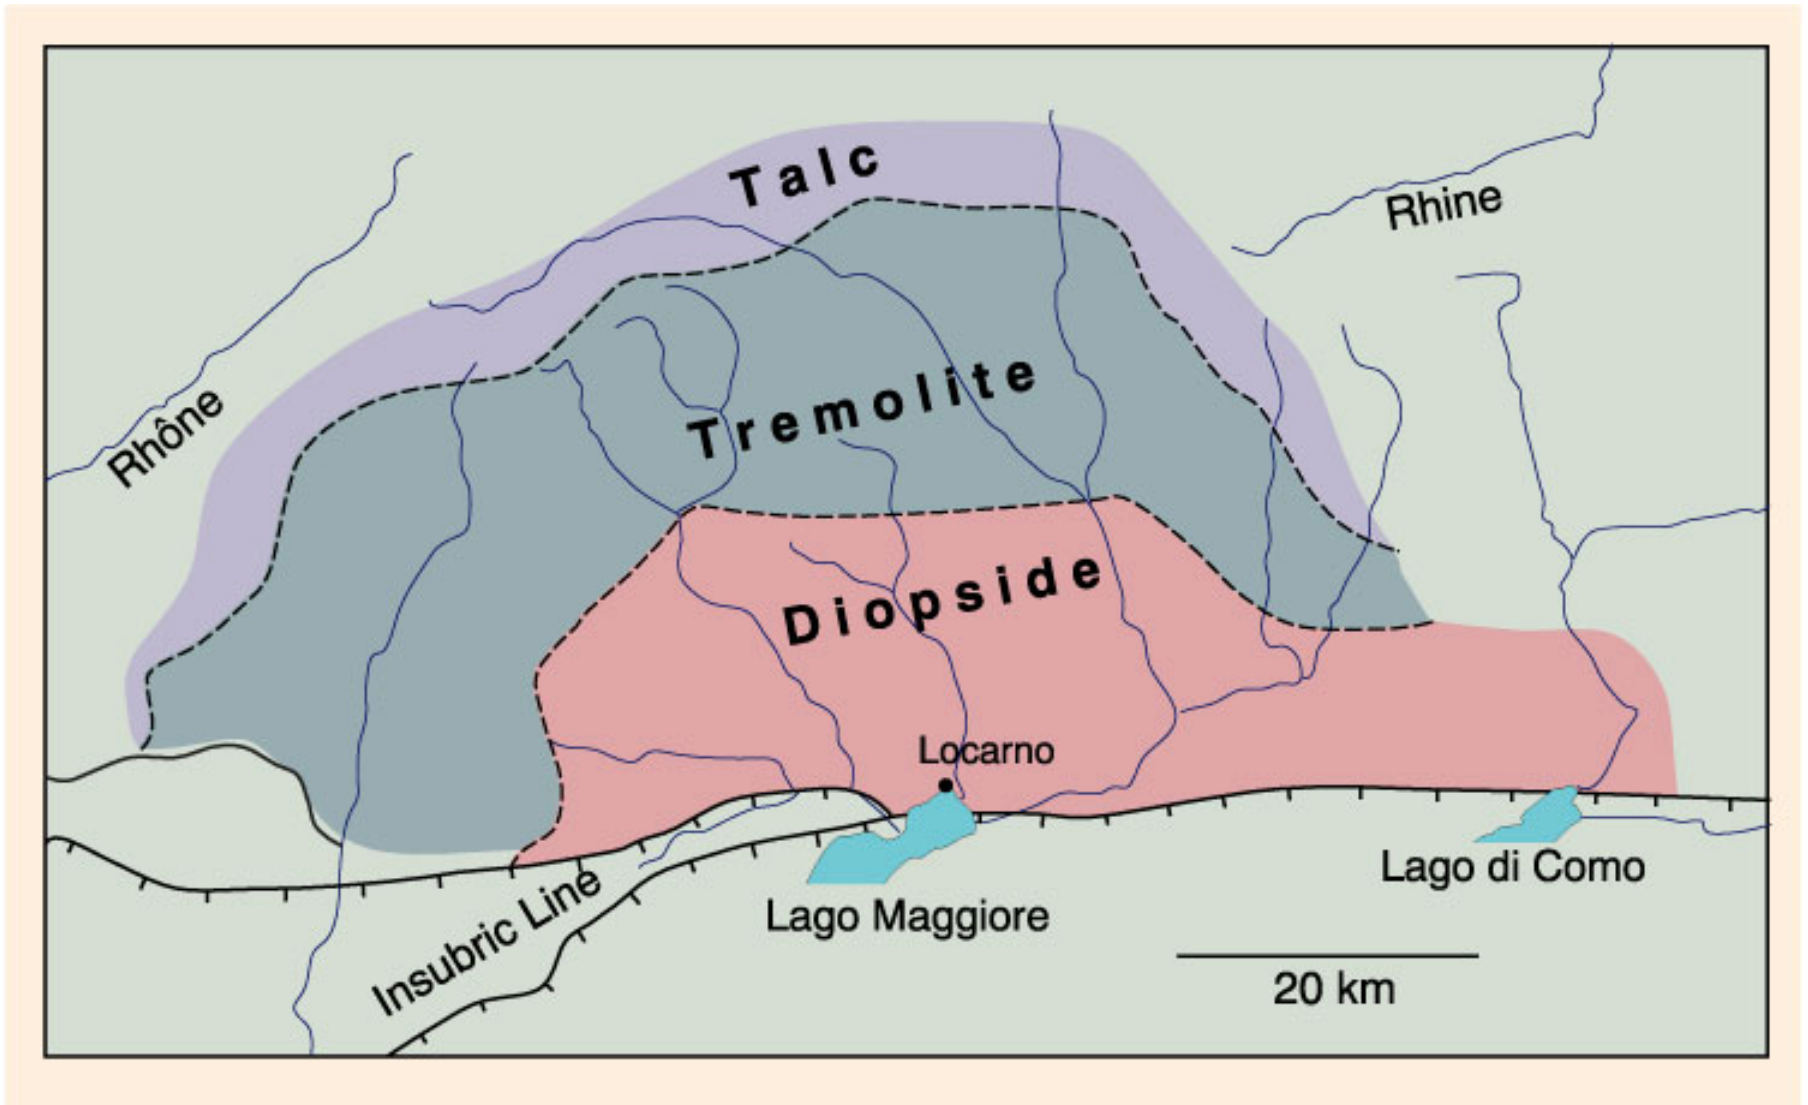 Talc
Rhine
Rhône
Tremolite
Diopside
Locarno
Lago di Como
Insubric Line
Lago Maggiore
20 km